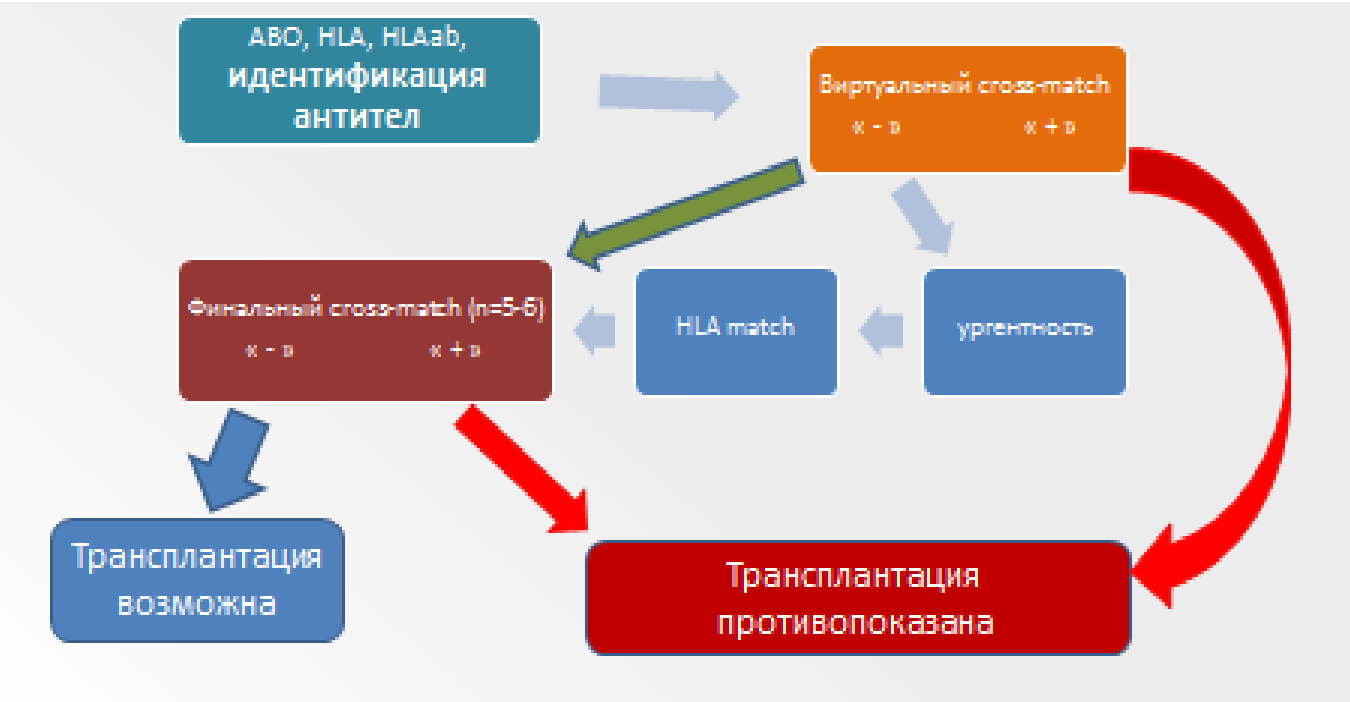 ABO, HLA, HLAab,
идентификация
антител
Виртуальный cross-match
« - » « + »
Финальный cross-match (n=5-6)
« - » « + »
HLA match
ургентность
Трансплантация
возможна
Трансплантация
противопоказана